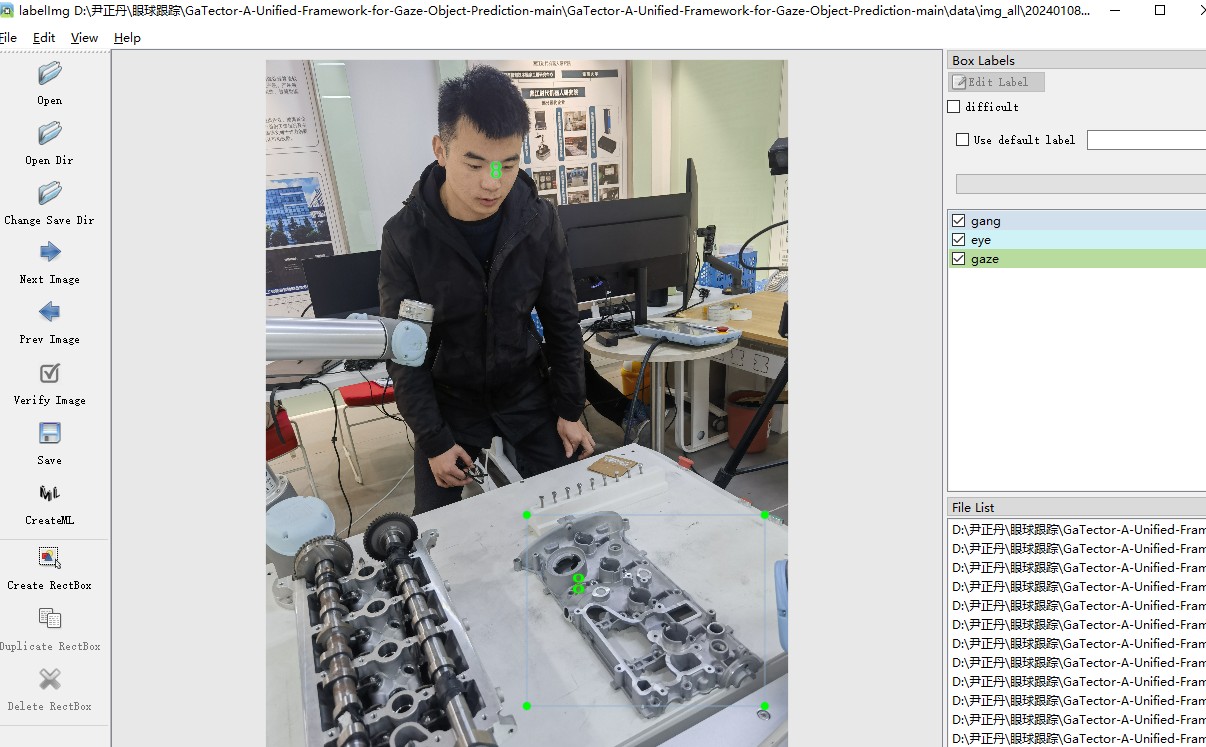 labelImg D:\尹正丹\眼球跟踪\GaTector-A-Unified-Framework-for-Gaze-Object-Prediction-main\GaTector-A-Unified-Framework-for-Gaze-Object-Prediction-main\data\img_all\20240108...
File Edit View Help
Open
Open Dir
Change Save Dir
Next Image
Prev Image
Verify Image
Save
CreateML
Create RectBox
Duplicate RectBox
Delete RectBox
Box Labels
Edit Label
difficult
Use default label
gang
eye
gaze
File List
D:\尹正丹\眼球跟踪\GaTector-A-Unified-Fram
D:\尹正丹\眼球跟踪\GaTector-A-Unified-Fram
D:\尹正丹\眼球跟踪\GaTector-A-Unified-Fram
D:\尹正丹\眼球跟踪\GaTector-A-Unified-Fram
D:\尹正丹\眼球跟踪\GaTector-A-Unified-Fram
D:\尹正丹\眼球跟踪\GaTector-A-Unified-Fram
D:\尹正丹\眼球跟踪\GaTector-A-Unified-Fram
D:\尹正丹\眼球跟踪\GaTector-A-Unified-Fram
D:\尹正丹\眼球跟踪\GaTector-A-Unified-Fram
D:\尹正丹\眼球跟踪\GaTector-A-Unified-Fram
D:\尹正丹\眼球跟踪\GaTector-A-Unified-Fram
D:\尹正丹\眼球跟踪\GaTector-A-Unified-Fram